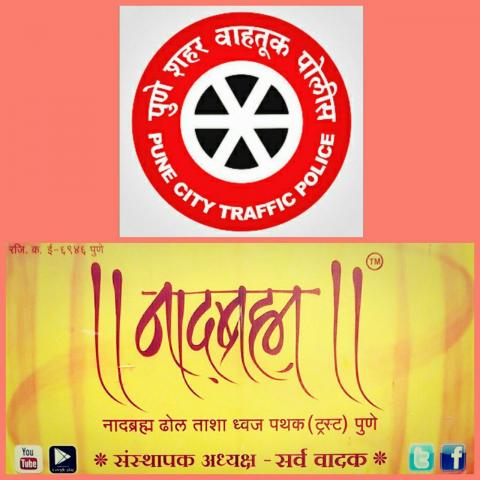 पुणे शहर वाहतूक पोलीस
PUNE CITY TRAFFIC POLICE
रजि. क्र. ई-६९४६ पुणे
TM
॥ नादब्रह्म ॥
नादब्रह्म ढोल ताशा ध्वज पथक (ट्रस्ट) पुणे
You Tube
* संस्थापक अध्यक्ष - सर्व वादक *